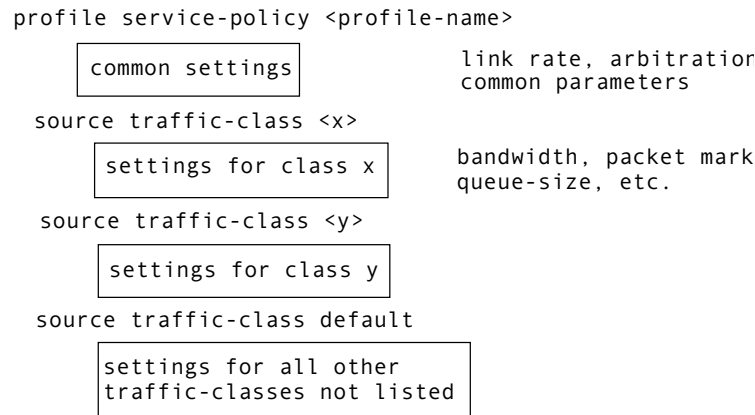 profile service-policy <profile-name>
common settings
link rate, arbitration
common parameters
source traffic-class <x>
settings for class x
bandwidth, packet mark
queue-size, etc.
source traffic-class <y>
settings for class y
source traffic-class default
settings for all other
traffic-classes not listed